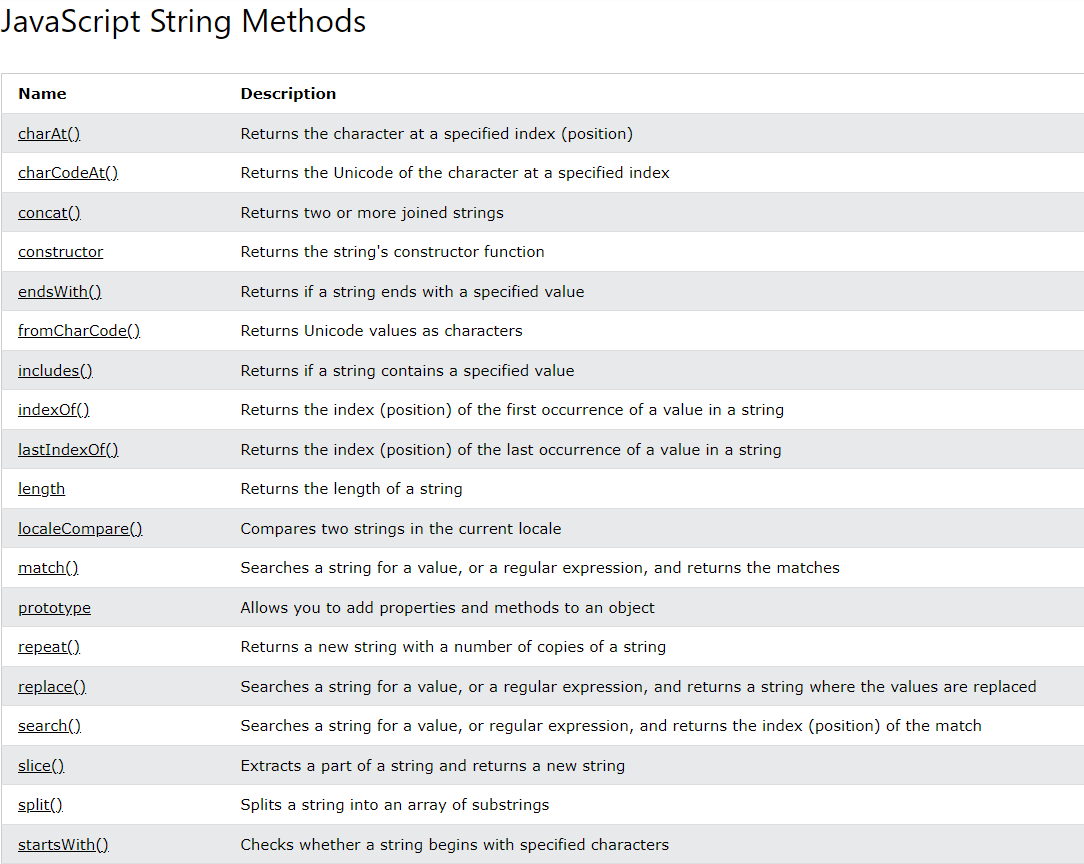 JavaScript String Methods
Name Description
charAt() Returns the character at a specified index (position)
charCodeAt() Returns the Unicode of the character at a specified index
concat() Returns two or more joined strings
constructor Returns the string's constructor function
endsWith() Returns if a string ends with a specified value
fromCharCode() Returns Unicode values as characters
includes() Returns if a string contains a specified value
indexOf() Returns the index (position) of the first occurrence of a value in a string
lastIndexOf() Returns the index (position) of the last occurrence of a value in a string
length Returns the length of a string
localeCompare() Compares two strings in the current locale
match() Searches a string for a value, or a regular expression, and returns the matches
prototype Allows you to add properties and methods to an object
repeat() Returns a new string with a number of copies of a string
replace() Searches a string for a value, or a regular expression, and returns a string where the values are replaced
search() Searches a string for a value, or regular expression, and returns the index (position) of the match
slice() Extracts a part of a string and returns a new string
split() Splits a string into an array of substrings
startsWith() Checks whether a string begins with specified characters